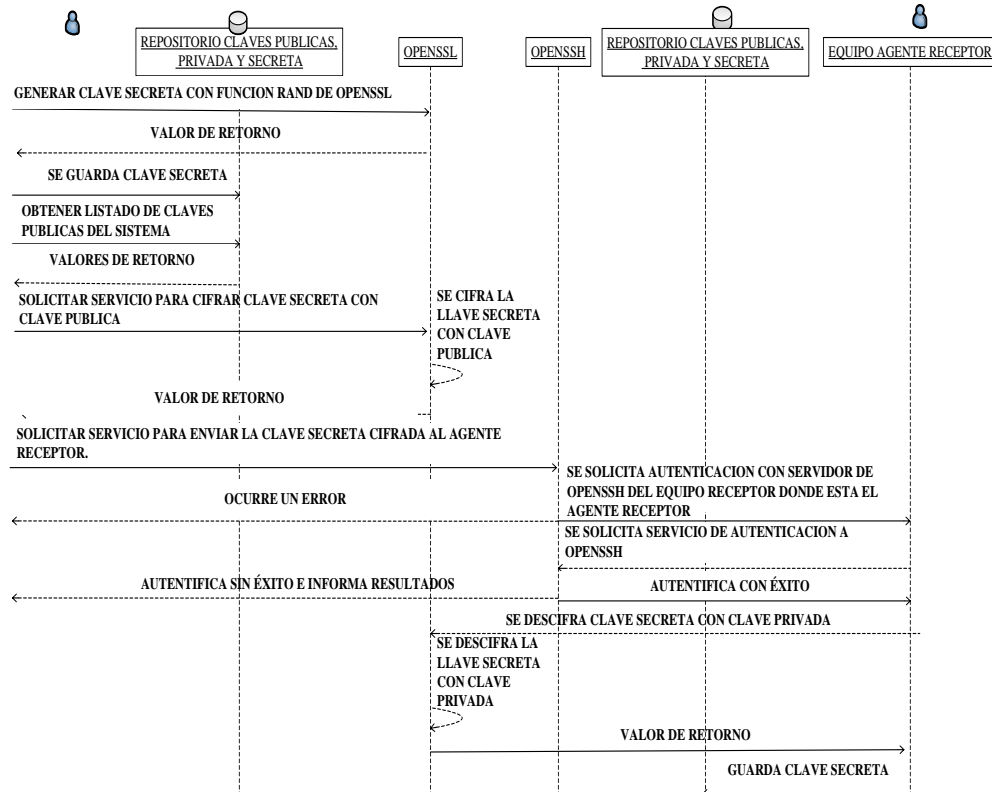 REPOSITORIO CLAVES PUBLICAS,
PRIVADA Y SECRETA
OPENSSL
OPENSSH
REPOSITORIO CLAVES PUBLICAS,
PRIVADA Y SECRETA
EQUIPO AGENTE RECEPTOR
GENERAR CLAVE SECRETA CON FUNCION RAND DE OPENSSL
VALOR DE RETORNO
SE GUARDA CLAVE SECRETA
OBTENER LISTADO DE CLAVES
PUBLICAS DEL SISTEMA
VALORES DE RETORNO
SOLICITAR SERVICIO PARA CIFRAR CLAVE SECRETA CON
CLAVE PUBLICA
SE CIFRA LA
LLAVE SECRETA
CON CLAVE
PUBLICA
VALOR DE RETORNO
SOLICITAR SERVICIO PARA ENVIAR LA CLAVE SECRETA CIFRADA AL AGENTE
RECEPTOR.
SE SOLICITA AUTENTICACION CON SERVIDOR DE
OPENSSH DEL EQUIPO RECEPTOR DONDE ESTA EL
AGENTE RECEPTOR
OCURRE UN ERROR
SE SOLICITA SERVICIO DE AUTENTICACION A
OPENSSH
AUTENTIFICA SIN ÉXITO E INFORMA RESULTADOS
AUTENTIFICA CON ÉXITO
SE DESCIFRA CLAVE SECRETA CON CLAVE PRIVADA
SE DESCIFRA LA
LLAVE SECRETA
CON CLAVE
PRIVADA
VALOR DE RETORNO
GUARDA CLAVE SECRETA